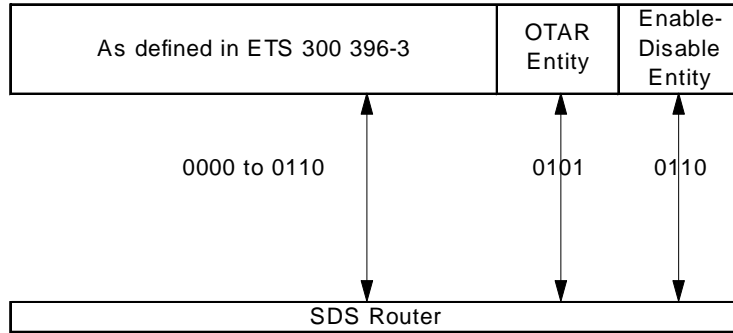 As defined in ETS 300 396-3
OTAR
Entity
Enable-
Disable
Entity
0000 to 0110
0101
0110
SDS Router